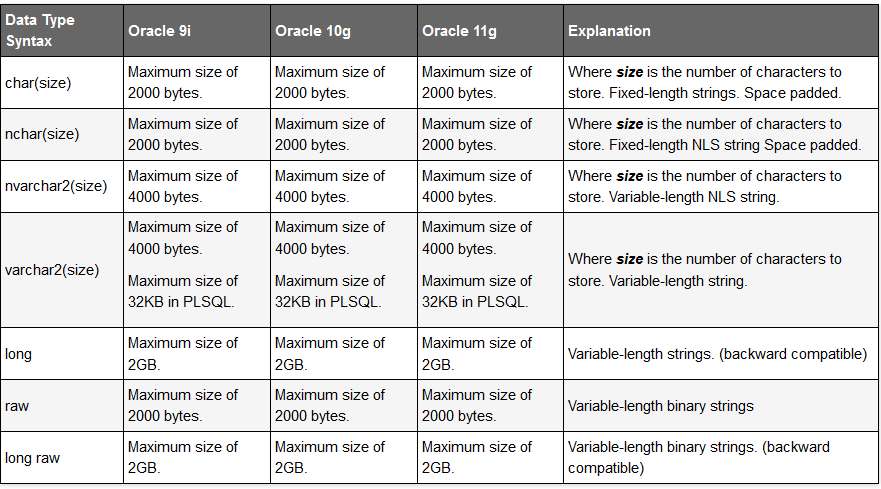 Data Type
Syntax
Oracle 9i
Oracle 10g
Oracle 11g
Explanation
char(size)
Maximum size of
2000 bytes.
Maximum size of
2000 bytes.
Maximum size of
2000 bytes.
Where size is the number of characters to
store. Fixed-length strings. Space padded.
nchar(size)
Maximum size of
2000 bytes.
Maximum size of
2000 bytes.
Maximum size of
2000 bytes.
Where size is the number of characters to
store. Fixed-length NLS string Space padded.
nvarchar2(size)
Maximum size of
4000 bytes.
Maximum size of
4000 bytes.
Maximum size of
4000 bytes.
Where size is the number of characters to
store. Variable-length NLS string.
varchar2(size)
Maximum size of
4000 bytes.
Maximum size of
32KB in PLSQL.
Maximum size of
4000 bytes.
Maximum size of
32KB in PLSQL.
Maximum size of
4000 bytes.
Maximum size of
32KB in PLSQL.
Where size is the number of characters to
store. Variable-length string.
long
Maximum size of
2GB.
Maximum size of
2GB.
Maximum size of
2GB.
Variable-length strings. (backward compatible)
raw
Maximum size of
2000 bytes.
Maximum size of
2000 bytes.
Maximum size of
2000 bytes.
Variable-length binary strings
long raw
Maximum size of
2GB.
Maximum size of
2GB.
Maximum size of
2GB.
Variable-length binary strings. (backward
compatible)